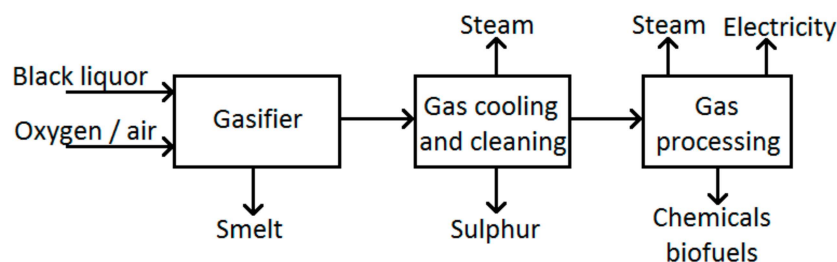 Steam
Steam
Electricity
Black liquor
Oxygen / air
Gasifier
Gas cooling
and cleaning
Gas
processing
Smelt
Sulphur
Chemicals
biofuels